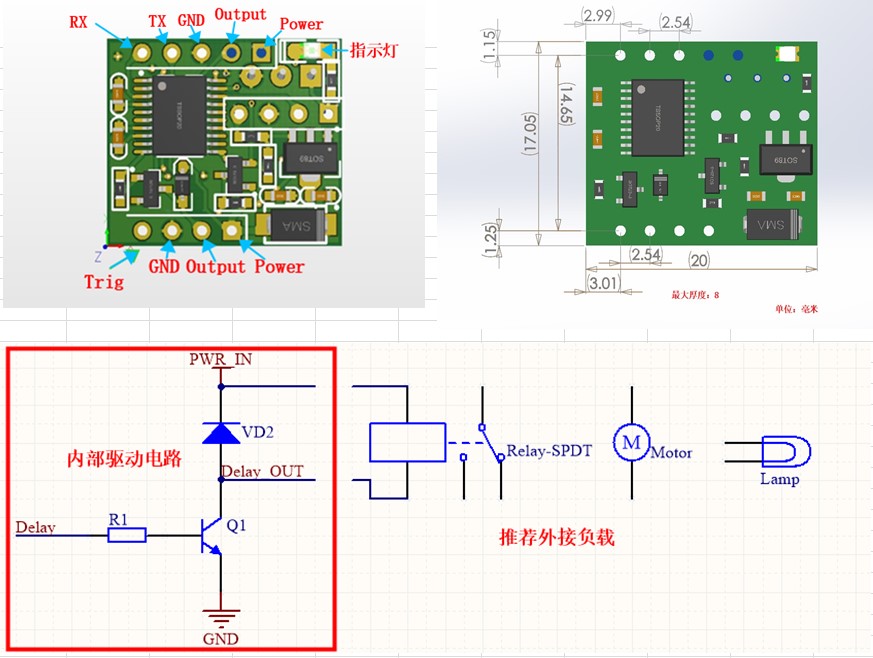 RX
TX
GND
Output
Power
指示灯
TSSOP20
SOT89
SMA
Z
Trig
GND
Output
Power
2.99
2.54
1.15
(17.05)
(14.65)
TSSOP20
SOT89
SMA
1.25
2.54
(20)
(3.01)
最大厚度：8
单位：毫米
PWR_IN
VD2
内部驱动电路
Delay_OUT
Delay
R1
Q1
GND
Relay-SPDT
M
Motor
Lamp
推荐外接负载